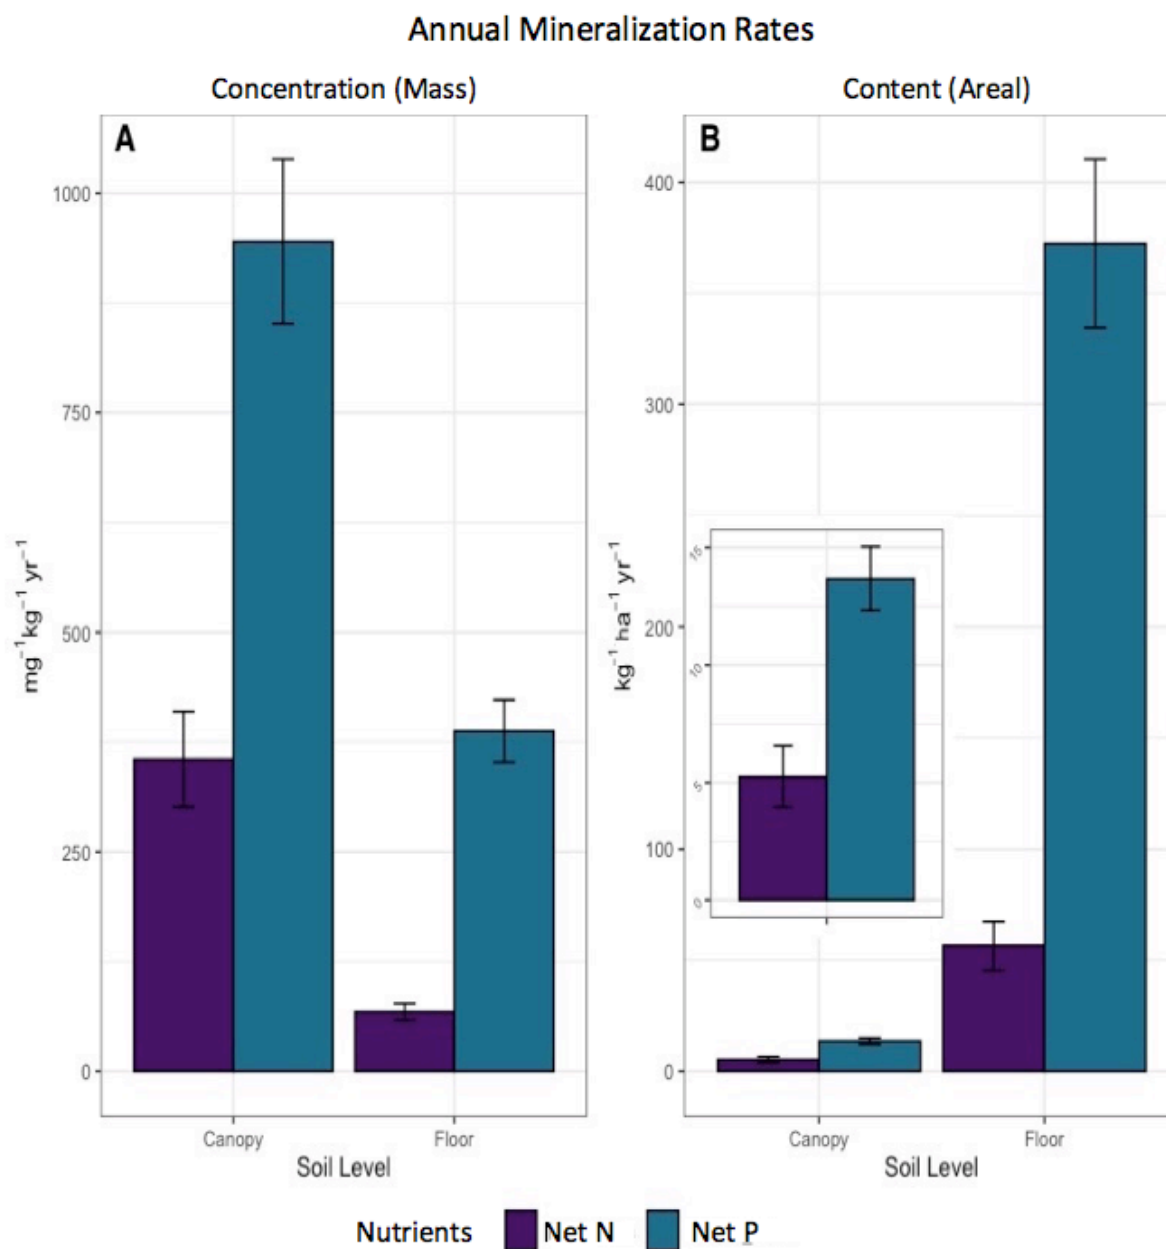 Annual Mineralization Rates
Concentration (Mass)
A
1000
750
500
250
0
mg⁻¹kg⁻¹ yr⁻¹
Canopy
Floor
Soil Level
Content (Areal)
B
400
300
200
100
0
kg⁻¹ ha⁻¹ yr⁻¹
15
10
5
0
Canopy
Floor
Soil Level
Nutrients Net N Net P